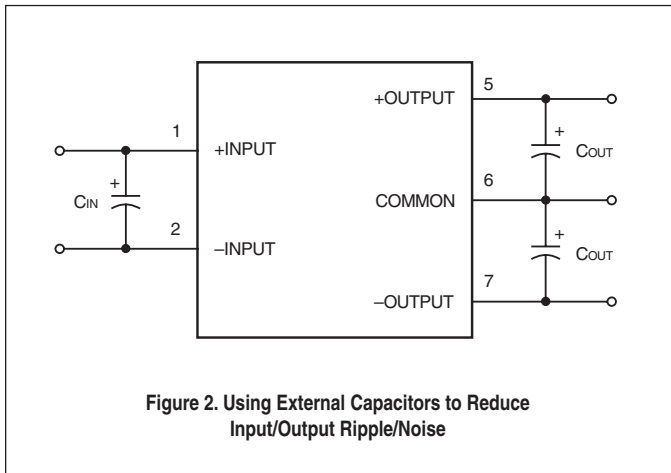 5
+OUTPUT
1
+
+INPUT
COUT
6
+
CIN
COMMON
2
+
–INPUT
COUT
7
–OUTPUT
Figure 2. Using External Capacitors to Reduce
Input/Output Ripple/Noise